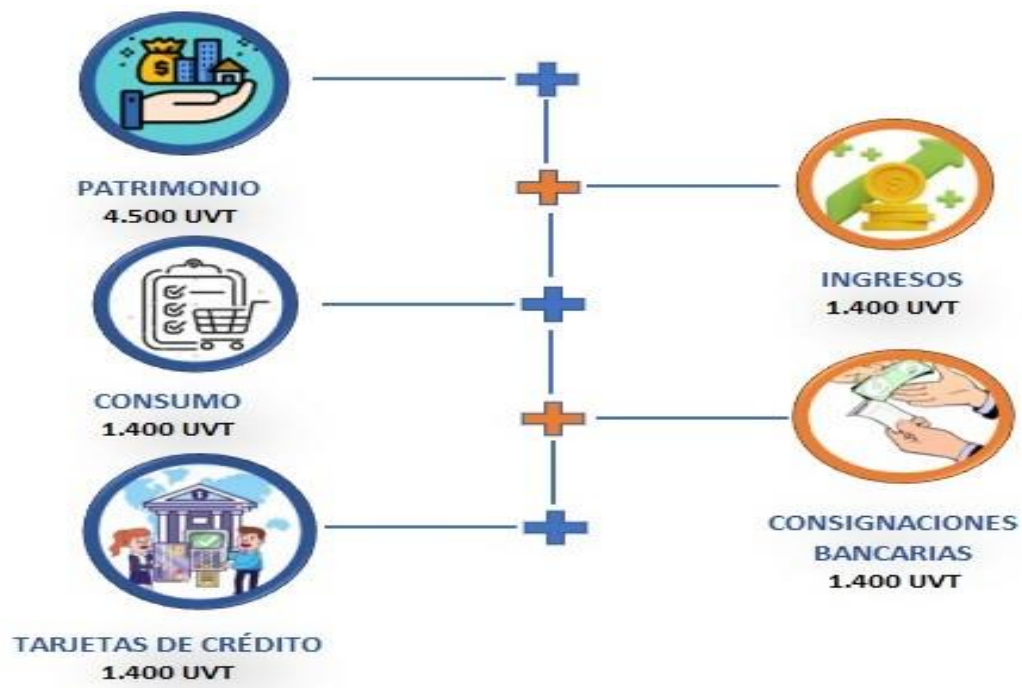 PATRIMONIO
4.500 UVT
INGRESOS
1.400 UVT
CONSUMO
1.400 UVT
CONSIGNACIONES
BANCARIAS
1.400 UVT
TARJETAS DE CRÉDITO
1.400 UVT